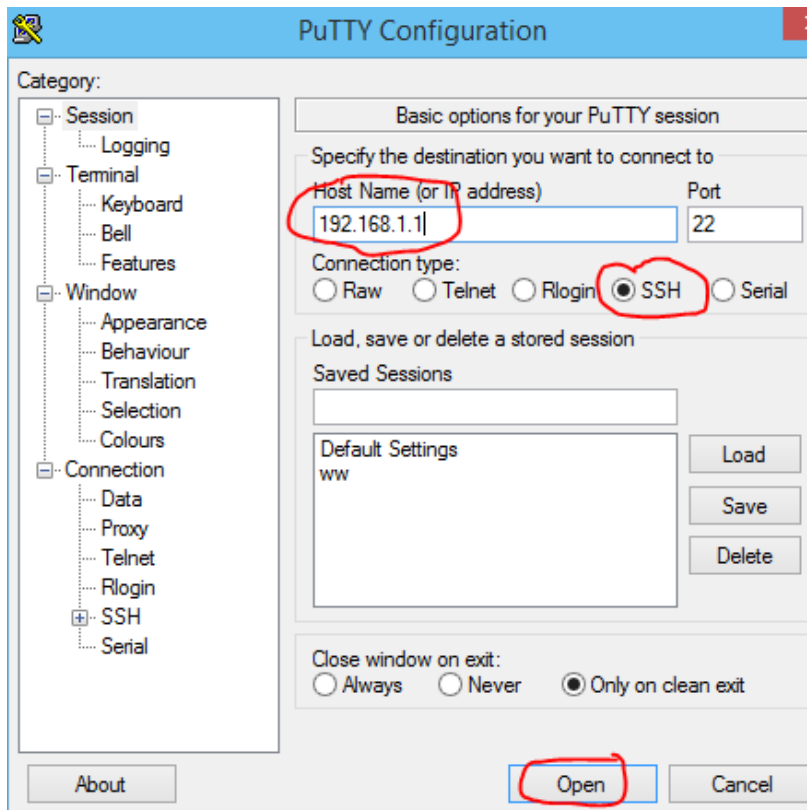 PuTTY Configuration
Category:
Session
Logging
Terminal
Keyboard
Bell
Features
Window
Appearance
Behaviour
Translation
Selection
Colours
Connection
Data
Proxy
Telnet
Rlogin
SSH
Serial
Basic options for your PuTTY session
Specify the destination you want to connect to
Host Name (or IP address) Port
192.168.1.1 22
Connection type:
Raw Telnet Rlogin SSH Serial
Load, save or delete a stored session
Saved Sessions
Default Settings
ww
Load
Save
Delete
Close window on exit:
Always Never Only on clean exit
About Open Cancel